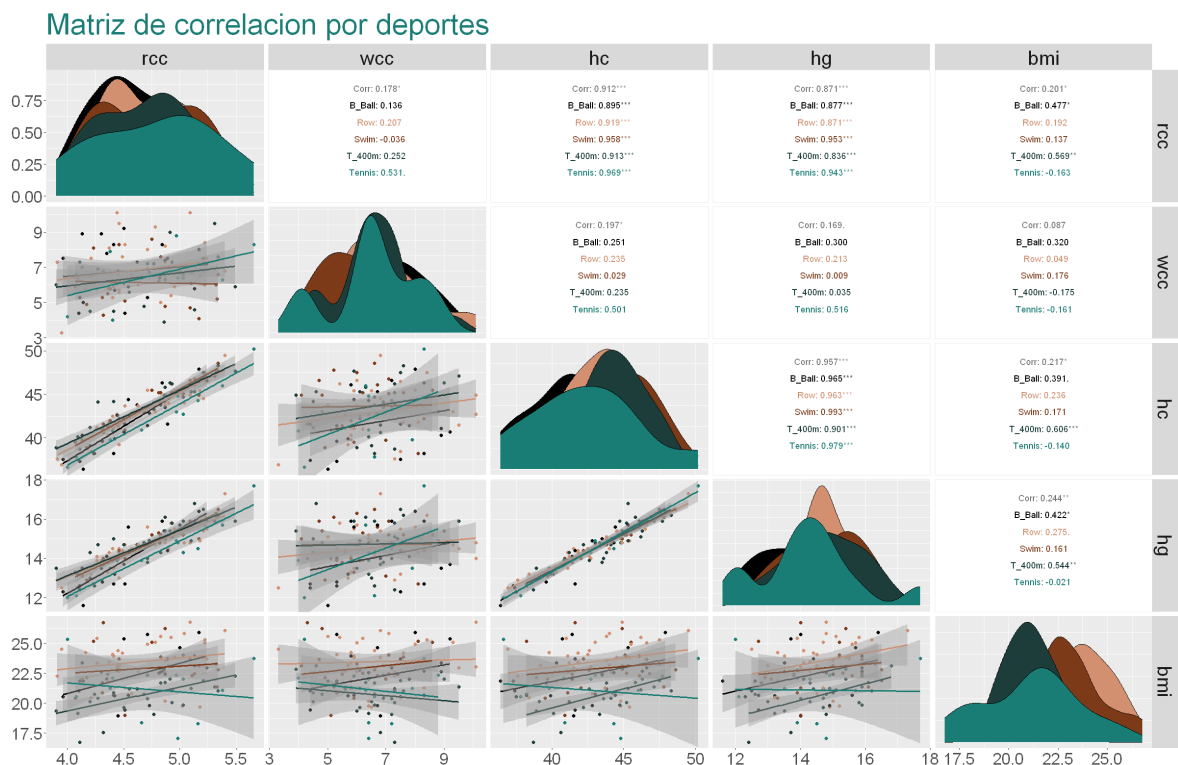 Matriz de correlacion por deportes
rcc
wcc
hc
hg
bmi
0.75
0.50
0.25
0.00
Corr: 0.178*
B_Ball: 0.136
Row: 0.207
Swim: -0.036
T_400m: 0.252
Tennis: 0.531.
Corr: 0.912***
B_Ball: 0.895***
Row: 0.919***
Swim: 0.958***
T_400m: 0.913***
Tennis: 0.969***
Corr: 0.871***
B_Ball: 0.877***
Row: 0.871***
Swim: 0.953***
T_400m: 0.836***
Tennis: 0.943***
Corr: 0.201*
B_Ball: 0.477*
Row: 0.192
Swim: 0.137
T_400m: 0.569**
Tennis: -0.163
rcc
9
7
5
3
Corr: 0.197*
B_Ball: 0.251
Row: 0.235
Swim: 0.029
T_400m: 0.235
Tennis: 0.501
Corr: 0.169.
B_Ball: 0.300
Row: 0.213
Swim: 0.009
T_400m: 0.035
Tennis: 0.516
Corr: 0.087
B_Ball: 0.320
Row: 0.049
Swim: 0.176
T_400m: -0.175
Tennis: -0.161
wcc
50
45
40
Corr: 0.957***
B_Ball: 0.965***
Row: 0.963***
Swim: 0.993***
T_400m: 0.901***
Tennis: 0.979***
Corr: 0.217*
B_Ball: 0.391.
Row: 0.236
Swim: 0.171
T_400m: 0.606***
Tennis: -0.140
hc
18
16
14
12
Corr: 0.244**
B_Ball: 0.422*
Row: 0.275.
Swim: 0.161
T_400m: 0.544**
Tennis: -0.021
hg
25.0
22.5
20.0
17.5
bmi
4.0 4.5 5.0 5.5
3 5 7 9
40 45 50
12 14 16 18
17.5 20.0 22.5 25.0